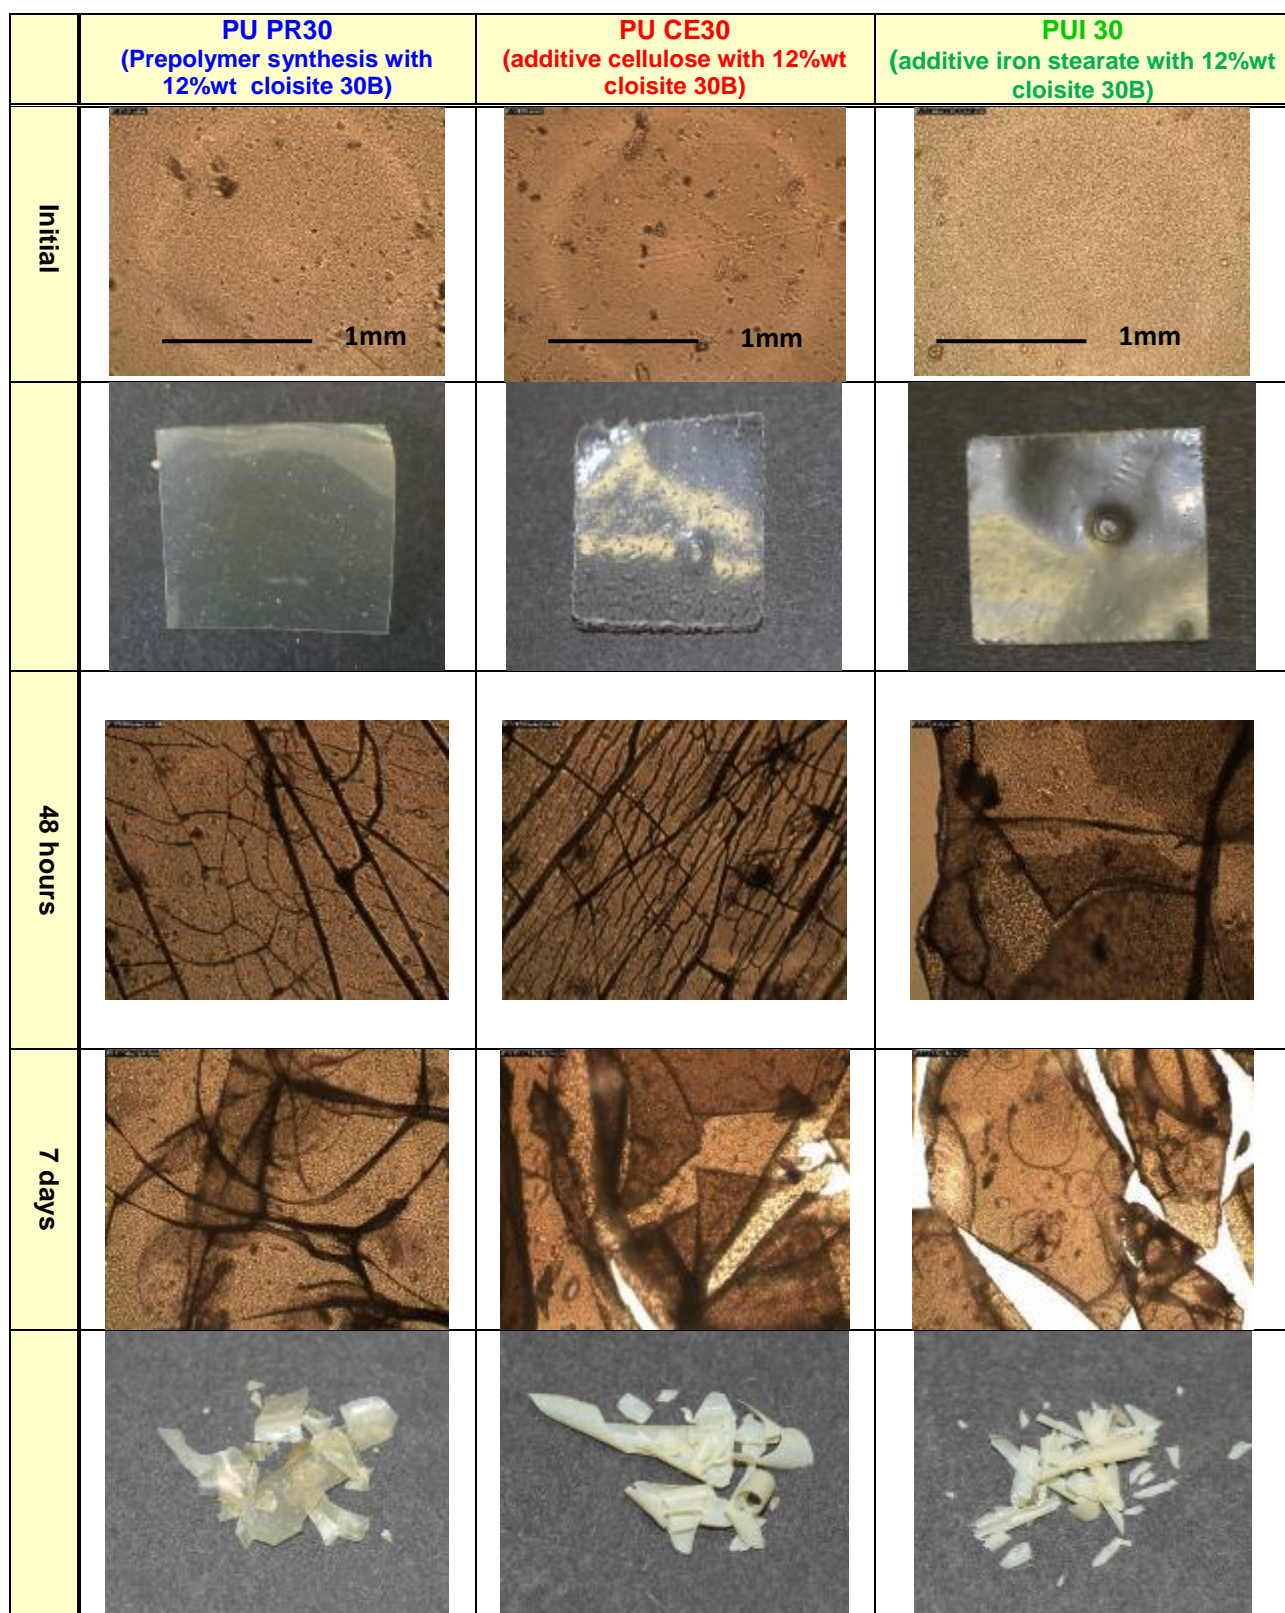 PU PR30
(Prepolymer synthesis with
12%wt cloisite 30B)
PU CE30
(additive cellulose with 12%wt
cloisite 30B)
PUI 30
(additive iron stearate with 12%wt
cloisite 30B)
Initial
1mm
1mm
1mm
48 hours
7 days